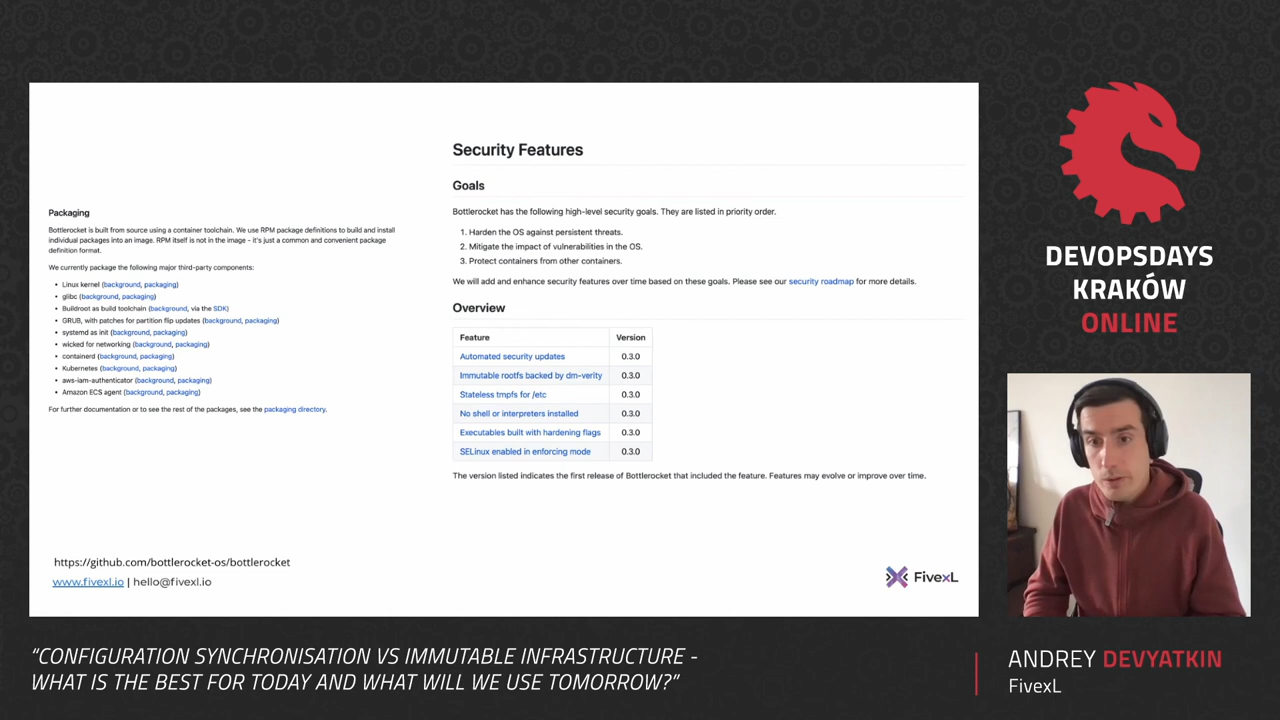 Packaging
Bottlerocket is built from source using a container toolchain. We use RPM package definitions to build and install
individual packages into an image. RPM itself is not in the image - it's just a common and convenient package
definition format.
We currently package the following major third-party components:
• Linux kernel (background, packaging)
• glibc (background, packaging)
• Buildroot as build toolchain (background, via the SDK)
• GRUB, with patches for partition flip updates (background, packaging)
• systemd as init (background, packaging)
• wicked for networking (background, packaging)
• containerd (background, packaging)
• Kubernetes (background, packaging)
• aws-iam-authenticator (background, packaging)
• Amazon ECS agent (background, packaging)
For further documentation or to see the rest of the packages, see the packaging directory.
https://github.com/bottlerocket-os/bottlerocket
www.fivexl.io | hello@fivexl.io
Security Features
Goals
Bottlerocket has the following high-level security goals. They are listed in priority order.
1. Harden the OS against persistent threats.
2. Mitigate the impact of vulnerabilities in the OS.
3. Protect containers from other containers.
We will add and enhance security features over time based on these goals. Please see our security roadmap for more details.
Overview
Feature Version
Automated security updates 0.3.0
Immutable rootfs backed by dm-verity 0.3.0
Stateless tmpfs for /etc 0.3.0
No shell or interpreters installed 0.3.0
Executables built with hardening flags 0.3.0
SELinux enabled in enforcing mode 0.3.0
The version listed indicates the first release of Bottlerocket that included the feature. Features may evolve or improve over time.
FivexL
DEVOPSDAYS
KRAKÓW
ONLINE
"CONFIGURATION SYNCHRONISATION VS IMMUTABLE INFRASTRUCTURE -
WHAT IS THE BEST FOR TODAY AND WHAT WILL WE USE TOMORROW?"
ANDREY DEVYATKIN
FivexL